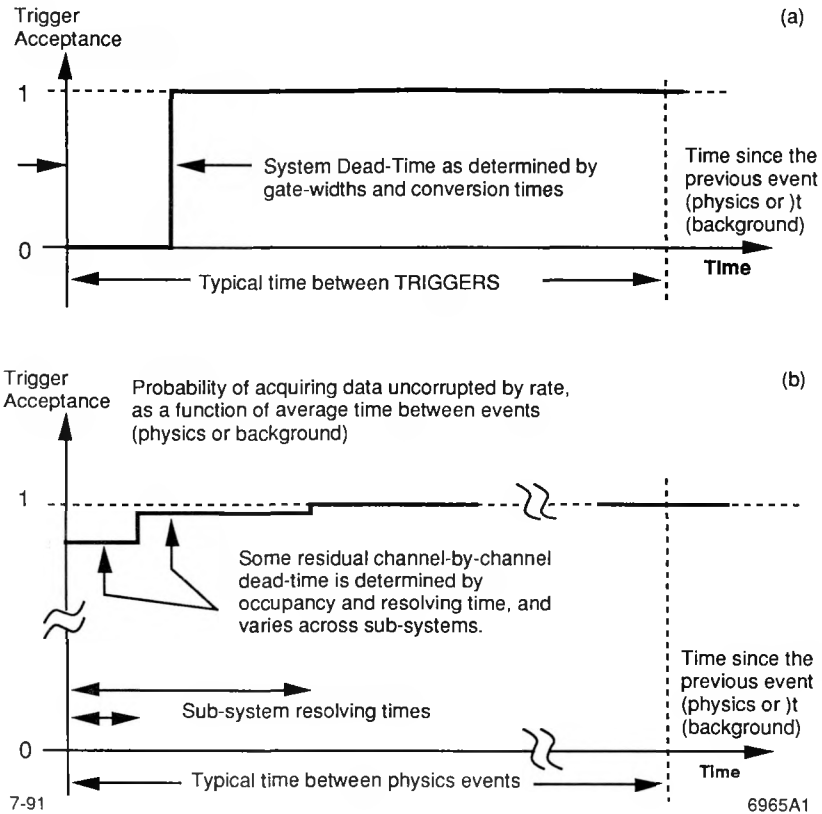 Trigger
Acceptance
(a)
1
System Dead-Time as determined by
gate-widths and conversion times
Time since the
previous event
(physics or )t
(background)
0
Time
Typical time between TRIGGERS
Trigger
Acceptance
Probability of acquiring data uncorrupted by rate,
as a function of average time between events
(physics or background)
(b)
1
Some residual channel-by-channel
dead-time is determined by
occupancy and resolving time, and
varies across sub-systems.
Time since the
previous event
(physics or )t
(background)
Sub-system resolving times
0
Time
Typical time between physics events
7-91
6965A1